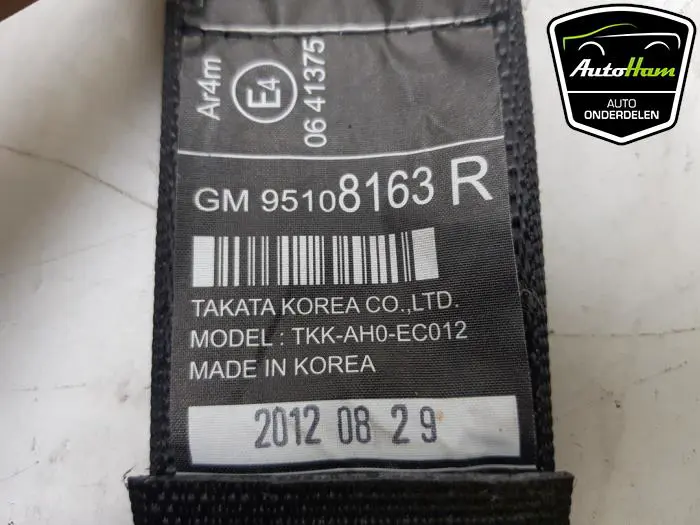 Ar4m
E4
06 41375
GM 95108163 R
TAKATA KOREA CO.,LTD.
MODEL : TKK-AH0-EC012
MADE IN KOREA
2012 08 29
AutoHam
AUTO
ONDERDELEN